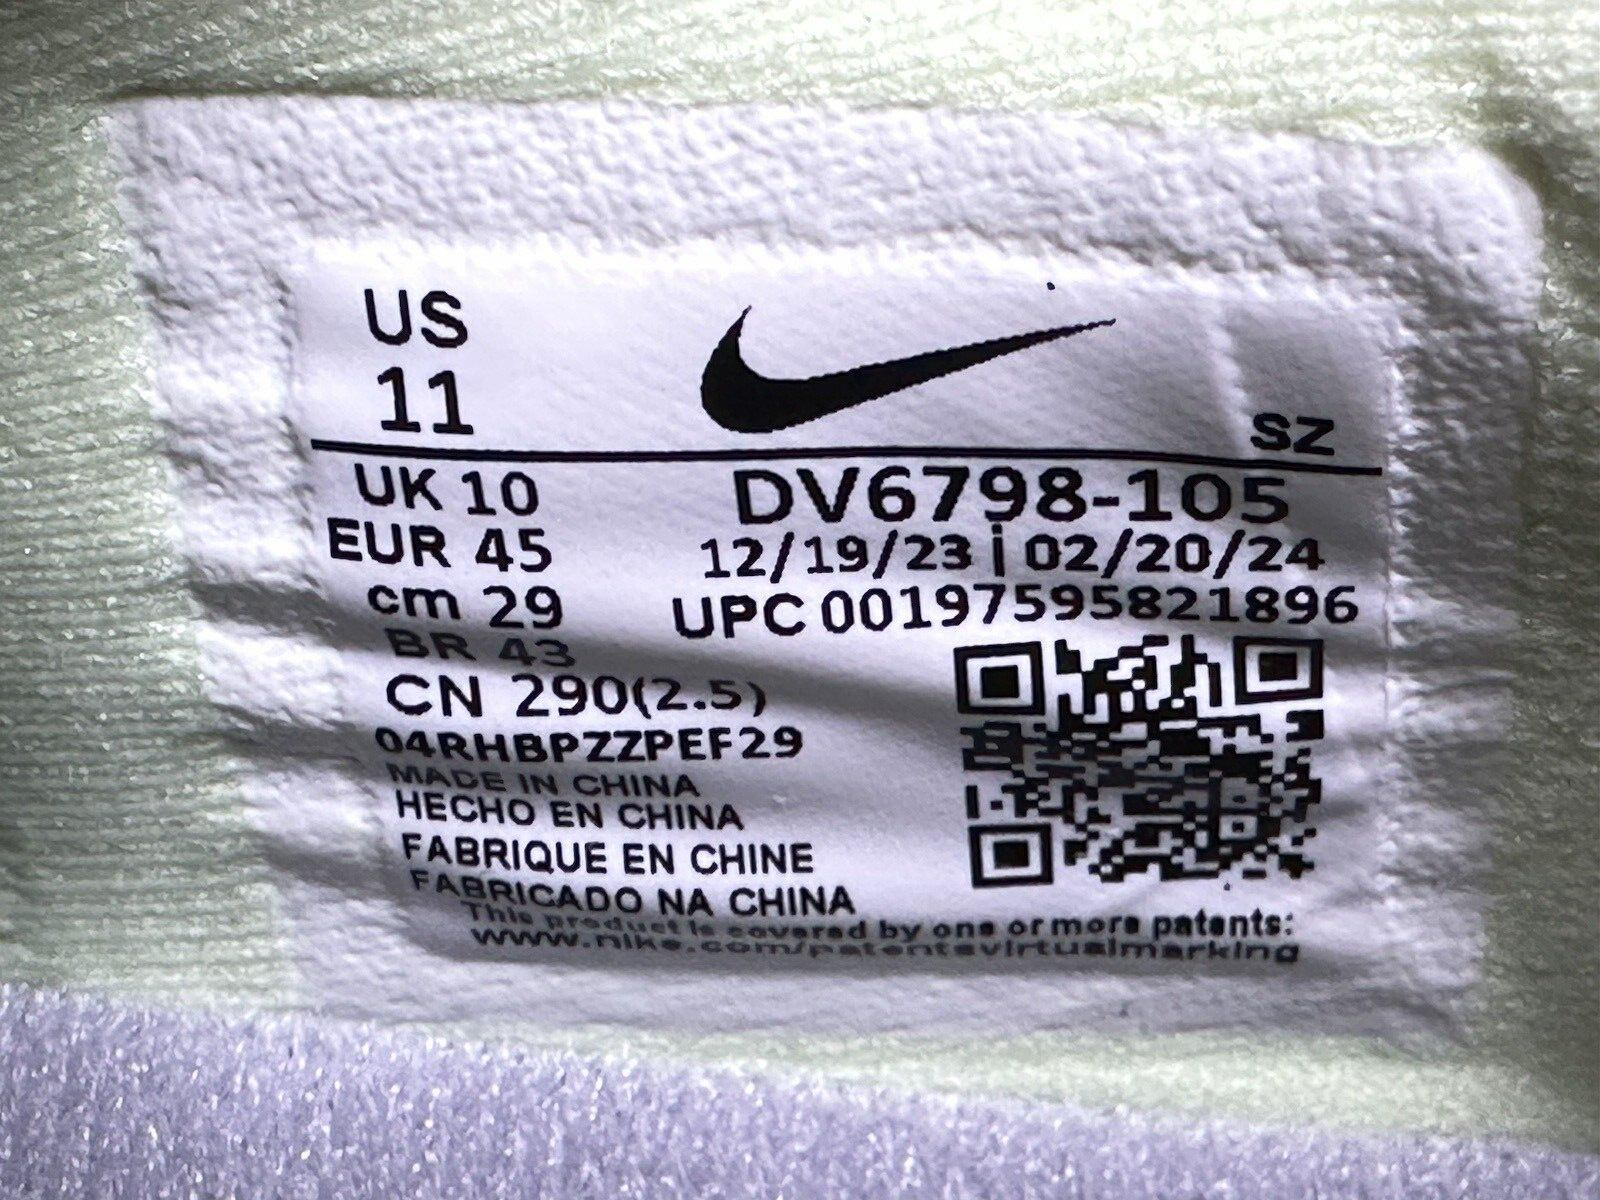 US
11
SZ
UK 10
EUR 45
cm 29
BR 43
CN 290(2.5)
DV6798-105
12/19/23 | 02/20/24
UPC 00197595821896
04RHBPZZPEF29
MADE IN CHINA
HECHO EN CHINA
FABRIQUE EN CHINE
FABRICADO NA CHINA
This product is covered by one or more patents:
www.nike.com/patentsvirtualmarking